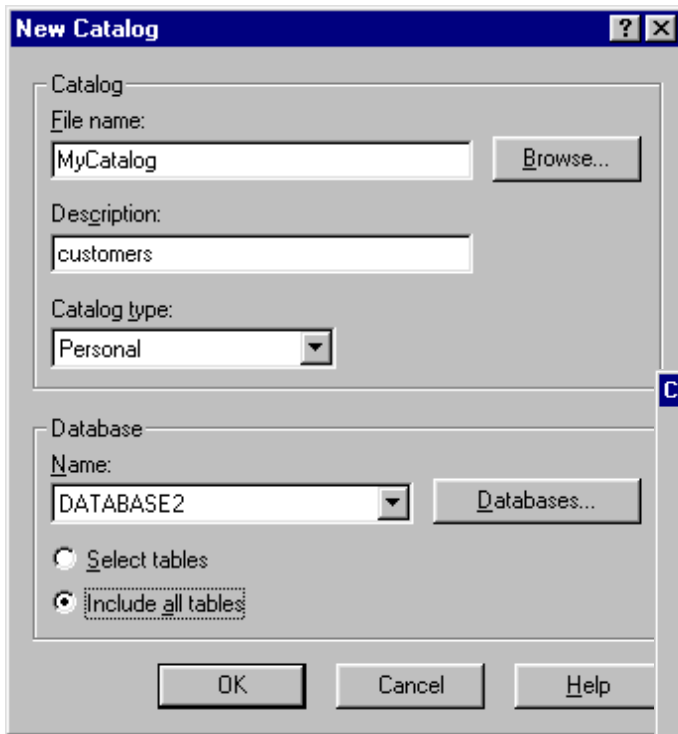 New Catalog
Catalog
File name:
MyCatalog
Browse...
Description:
customers
Catalog type:
Personal
C
Database
Name:
DATABASE2
Databases...
Select tables
Include all tables
OK
Cancel
Help